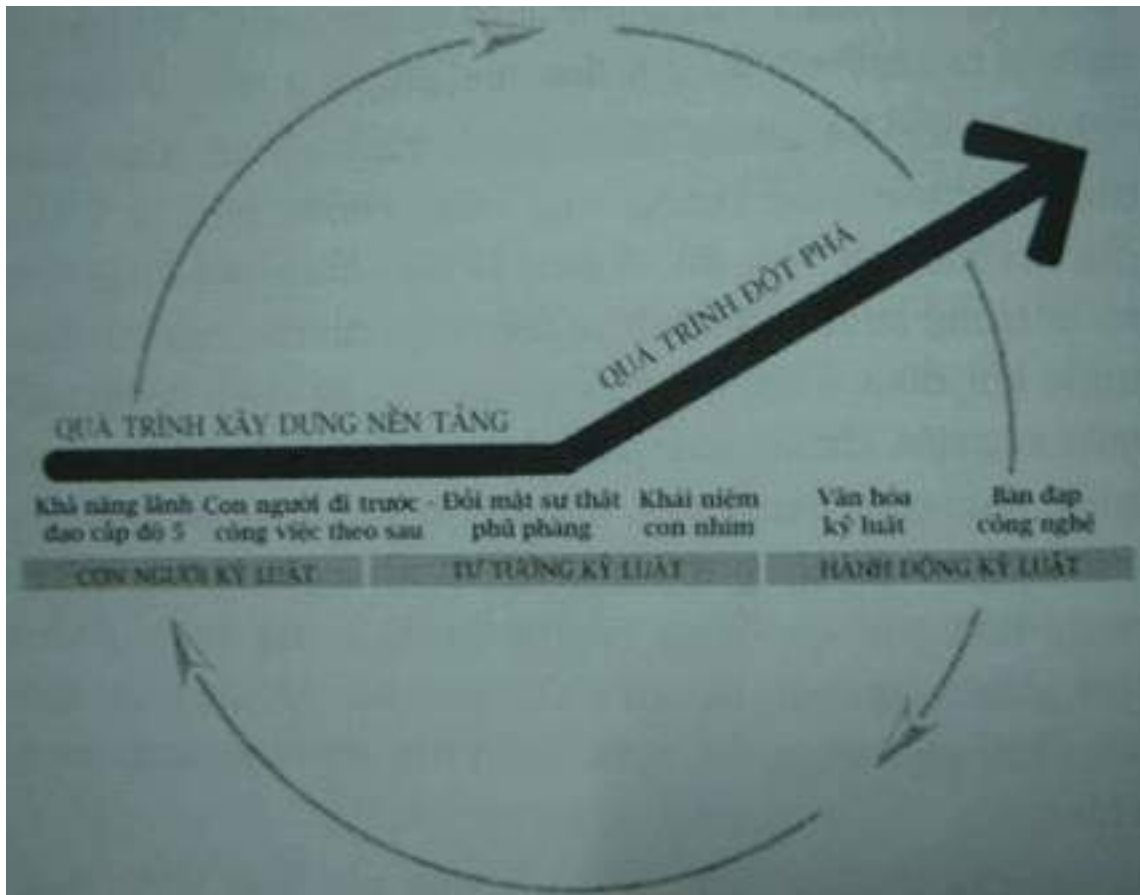 QUÁ TRÌNH ĐỘT PHÁ
QUÁ TRÌNH XÂY DỰNG NỀN TẢNG
Khả năng lãnh
đạo cấp độ 5
Con người đi trước -
công việc theo sau
Đối mặt sự thật
phũ phàng
Khái niệm
con nhím
Văn hóa
kỷ luật
Bàn đạp
công nghệ
CON NGƯỜI KỶ LUẬT
TƯ TƯỞNG KỶ LUẬT
HÀNH ĐỘNG KỶ LUẬT